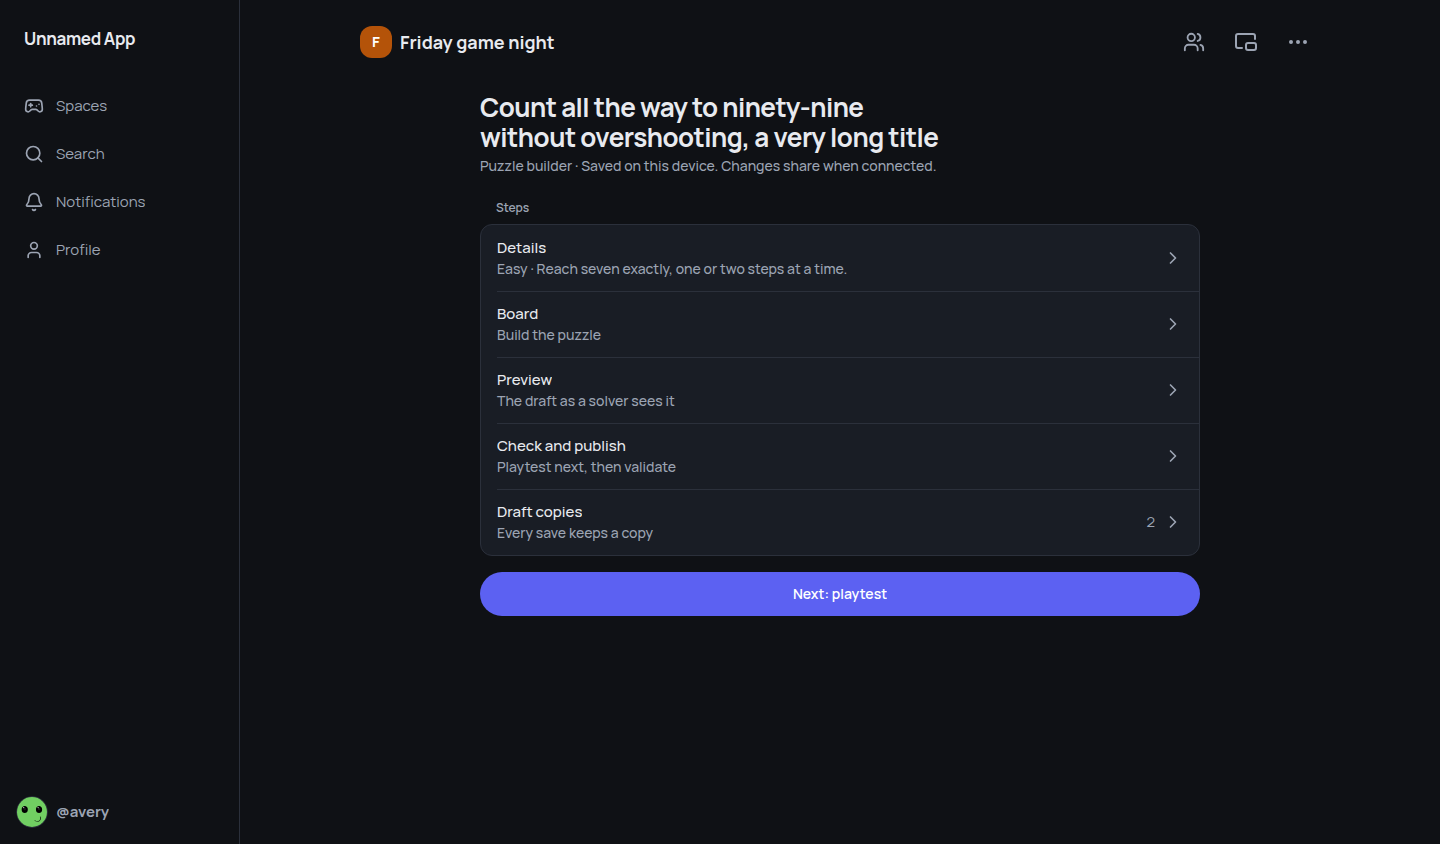 Unnamed App
Spaces
Search
Notifications
Profile
@avery
F Friday game night
Count all the way to ninety-nine
without overshooting, a very long title
Puzzle builder · Saved on this device. Changes share when connected.
Steps
Details
Easy · Reach seven exactly, one or two steps at a time.
Board
Build the puzzle
Preview
The draft as a solver sees it
Check and publish
Playtest next, then validate
Draft copies
Every save keeps a copy
2
Next: playtest